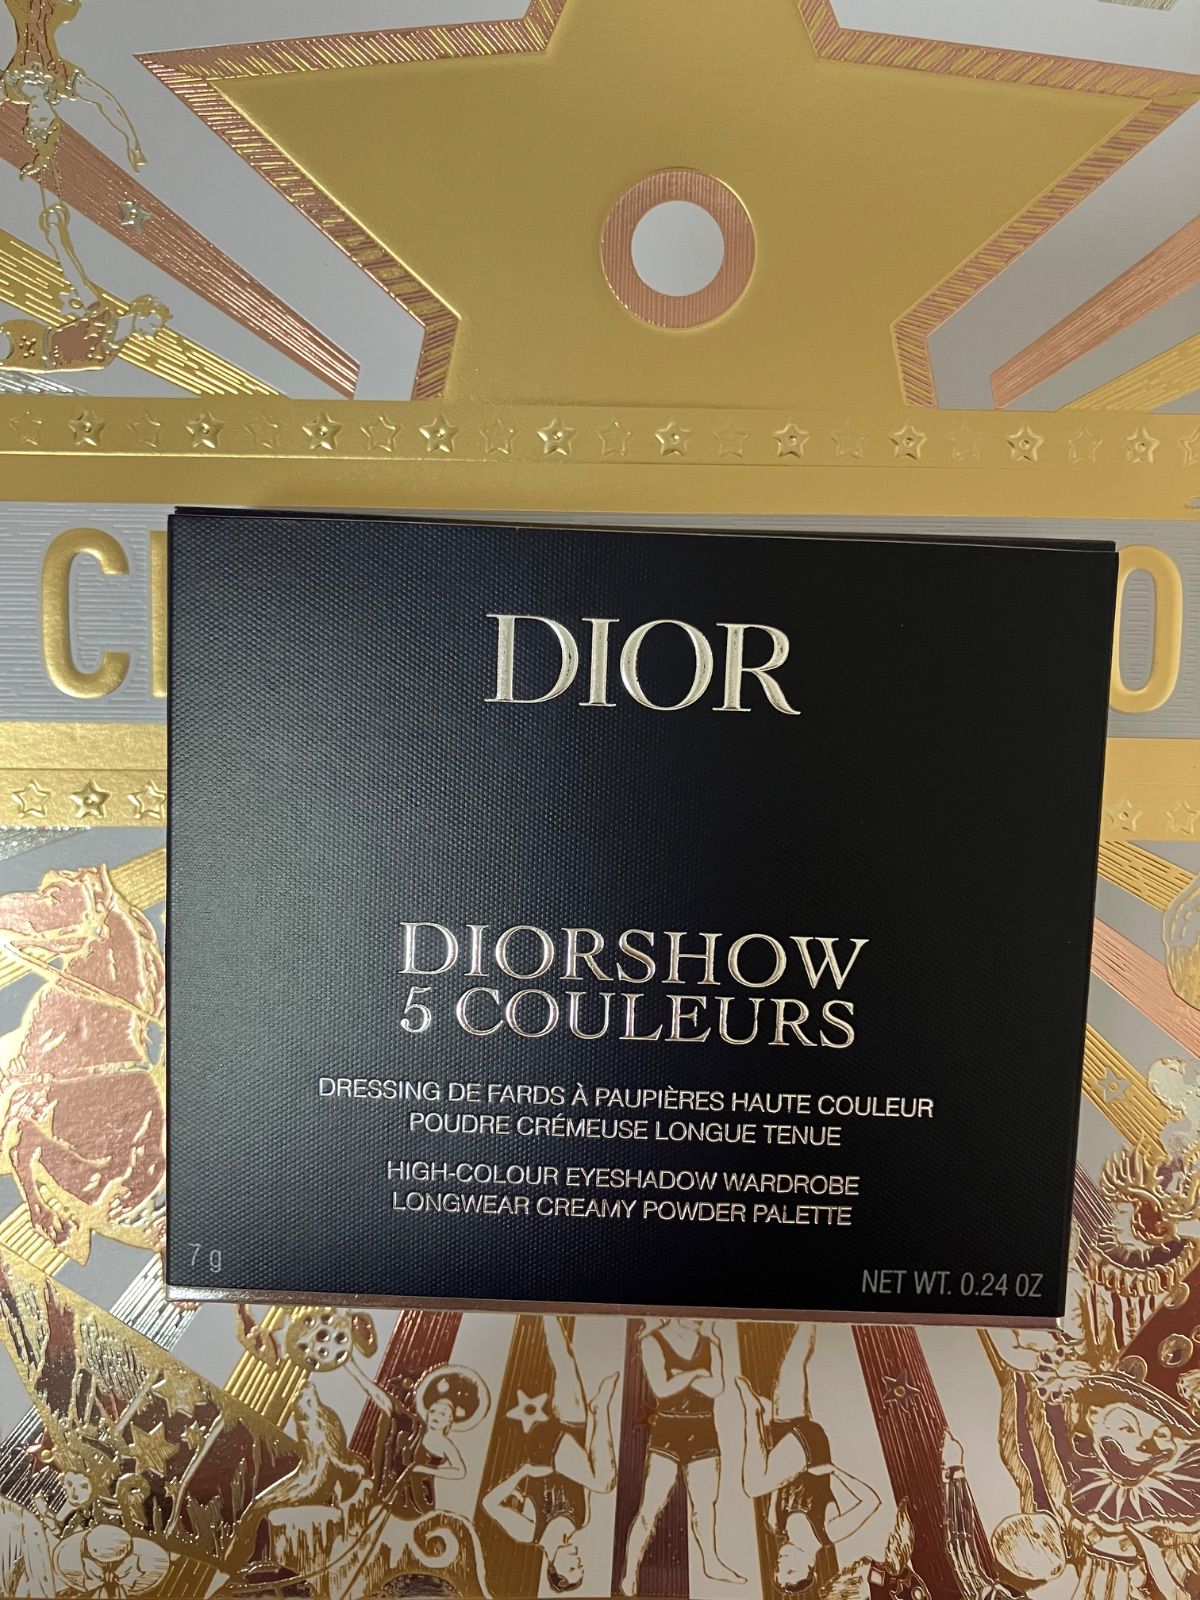 DIOR
DIORSHOW
5 COULEURS
DRESSING DE FARDS À PAUPIÈRES HAUTE COULEUR
POUDRE CRÉMEUSE LONGUE TENUE
HIGH-COLOUR EYESHADOW WARDROBE
LONGWEAR CREAMY POWDER PALETTE
7 g
NET WT. 0.24 OZ